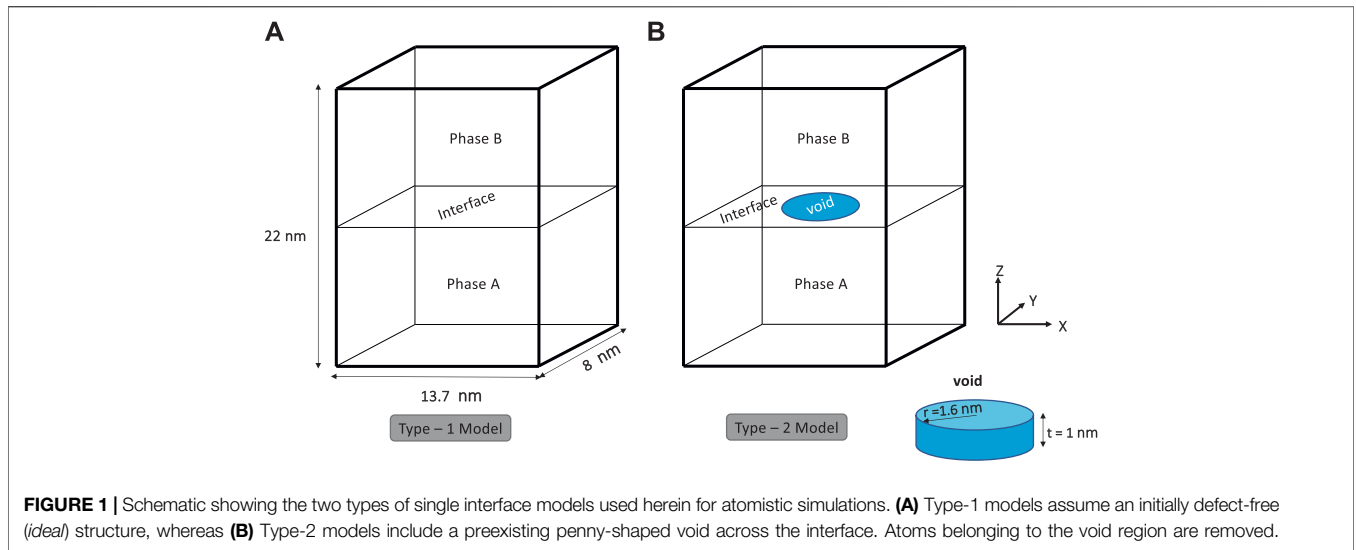 A
B
Phase B
Phase B
Interface
Interface
void
22 nm
Phase A
Phase A
Z
Y
X
8 nm
13.7 nm
void
r =1.6 nm
t = 1 nm
Type – 1 Model
Type – 2 Model
FIGURE 1 | Schematic showing the two types of single interface models used herein for atomistic simulations. (A) Type-1 models assume an initially defect-free
(ideal) structure, whereas (B) Type-2 models include a preexisting penny-shaped void across the interface. Atoms belonging to the void region are removed.